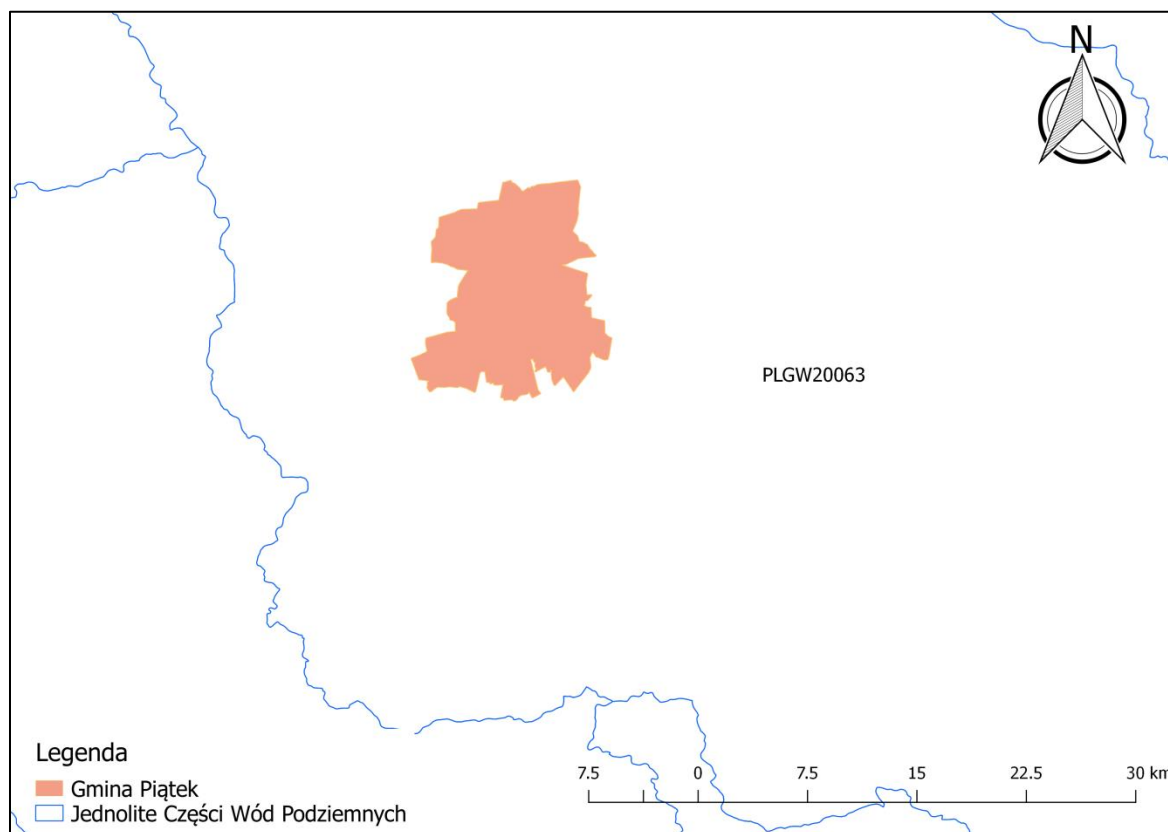 N
PLGW20063
Legenda
Gmina Piątek
Jednolite Części Wód Podziemnych
7.5 0 7.5 15 22.5 30 km